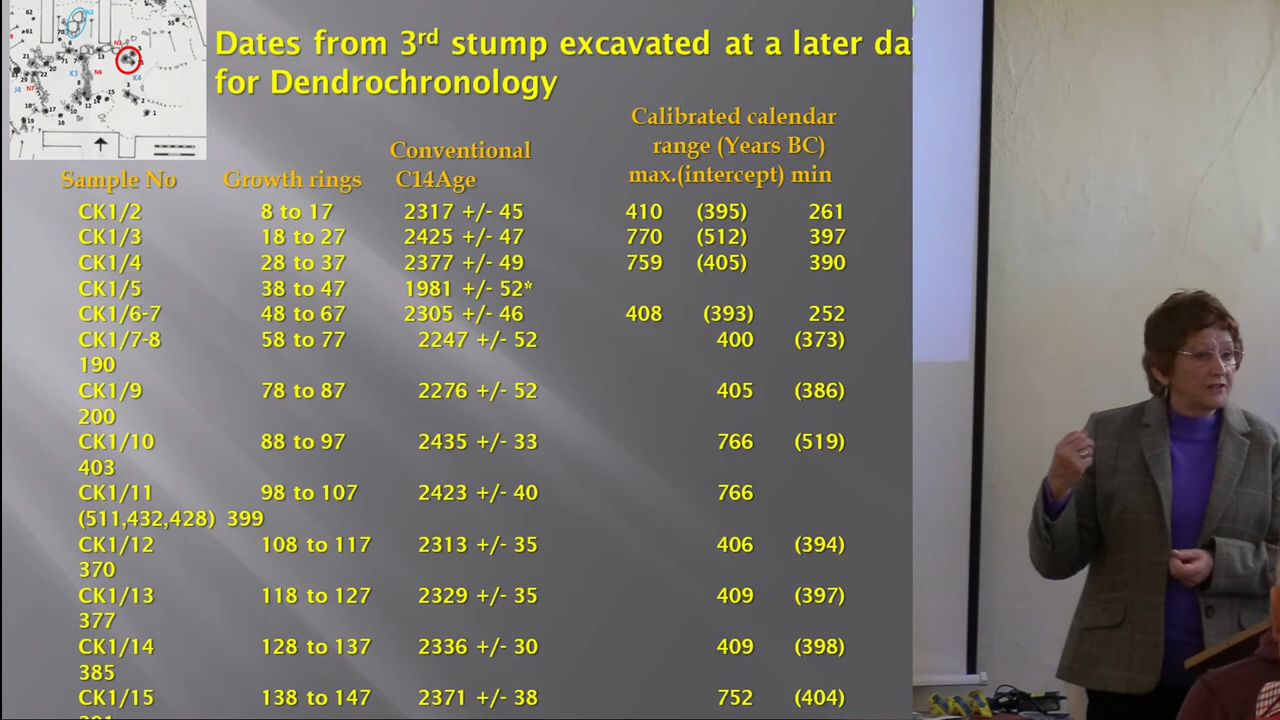 Dates from 3rd stump excavated at a later da
for Dendrochronology
Calibrated calendar
range (Years BC)
Conventional
Sample No Growth rings C14Age max.(intercept) min
CK1/2 8 to 17 2317 +/- 45 410 (395) 261
CK1/3 18 to 27 2425 +/- 47 770 (512) 397
CK1/4 28 to 37 2377 +/- 49 759 (405) 390
CK1/5 38 to 47 1981 +/- 52*
CK1/6-7 48 to 67 2305 +/- 46 408 (393) 252
CK1/7-8 58 to 77 2247 +/- 52 400 (373)
190
CK1/9 78 to 87 2276 +/- 52 405 (386)
200
CK1/10 88 to 97 2435 +/- 33 766 (519)
403
CK1/11 98 to 107 2423 +/- 40 766
(511,432,428) 399
CK1/12 108 to 117 2313 +/- 35 406 (394)
370
CK1/13 118 to 127 2329 +/- 35 409 (397)
377
CK1/14 128 to 137 2336 +/- 30 409 (398)
385
CK1/15 138 to 147 2371 +/- 38 752 (404)